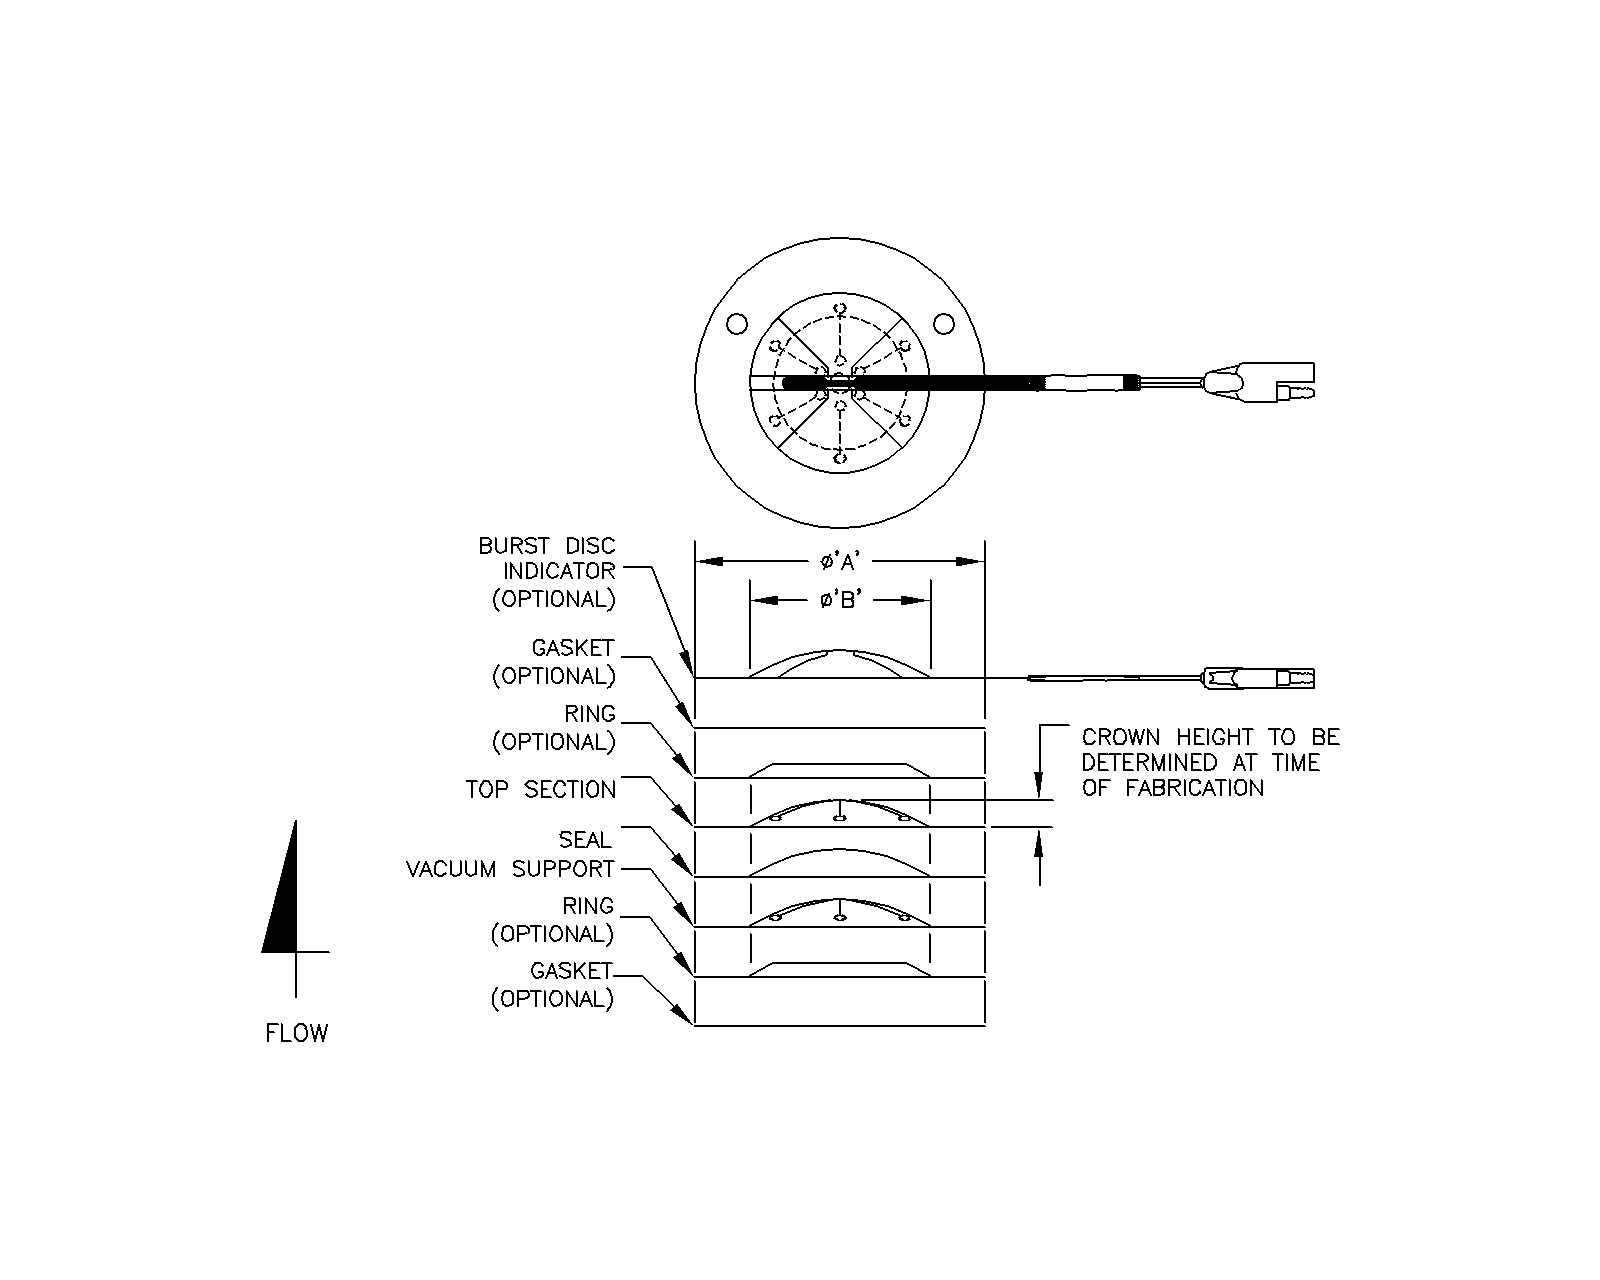 BURST DISC
INDICATOR
(OPTIONAL)
Ø'A'
Ø'B'
GASKET
(OPTIONAL)
RING
(OPTIONAL)
TOP SECTION
CROWN HEIGHT TO BE
DETERMINED AT TIME
OF FABRICATION
SEAL
VACUUM SUPPORT
RING
(OPTIONAL)
GASKET
(OPTIONAL)
FLOW